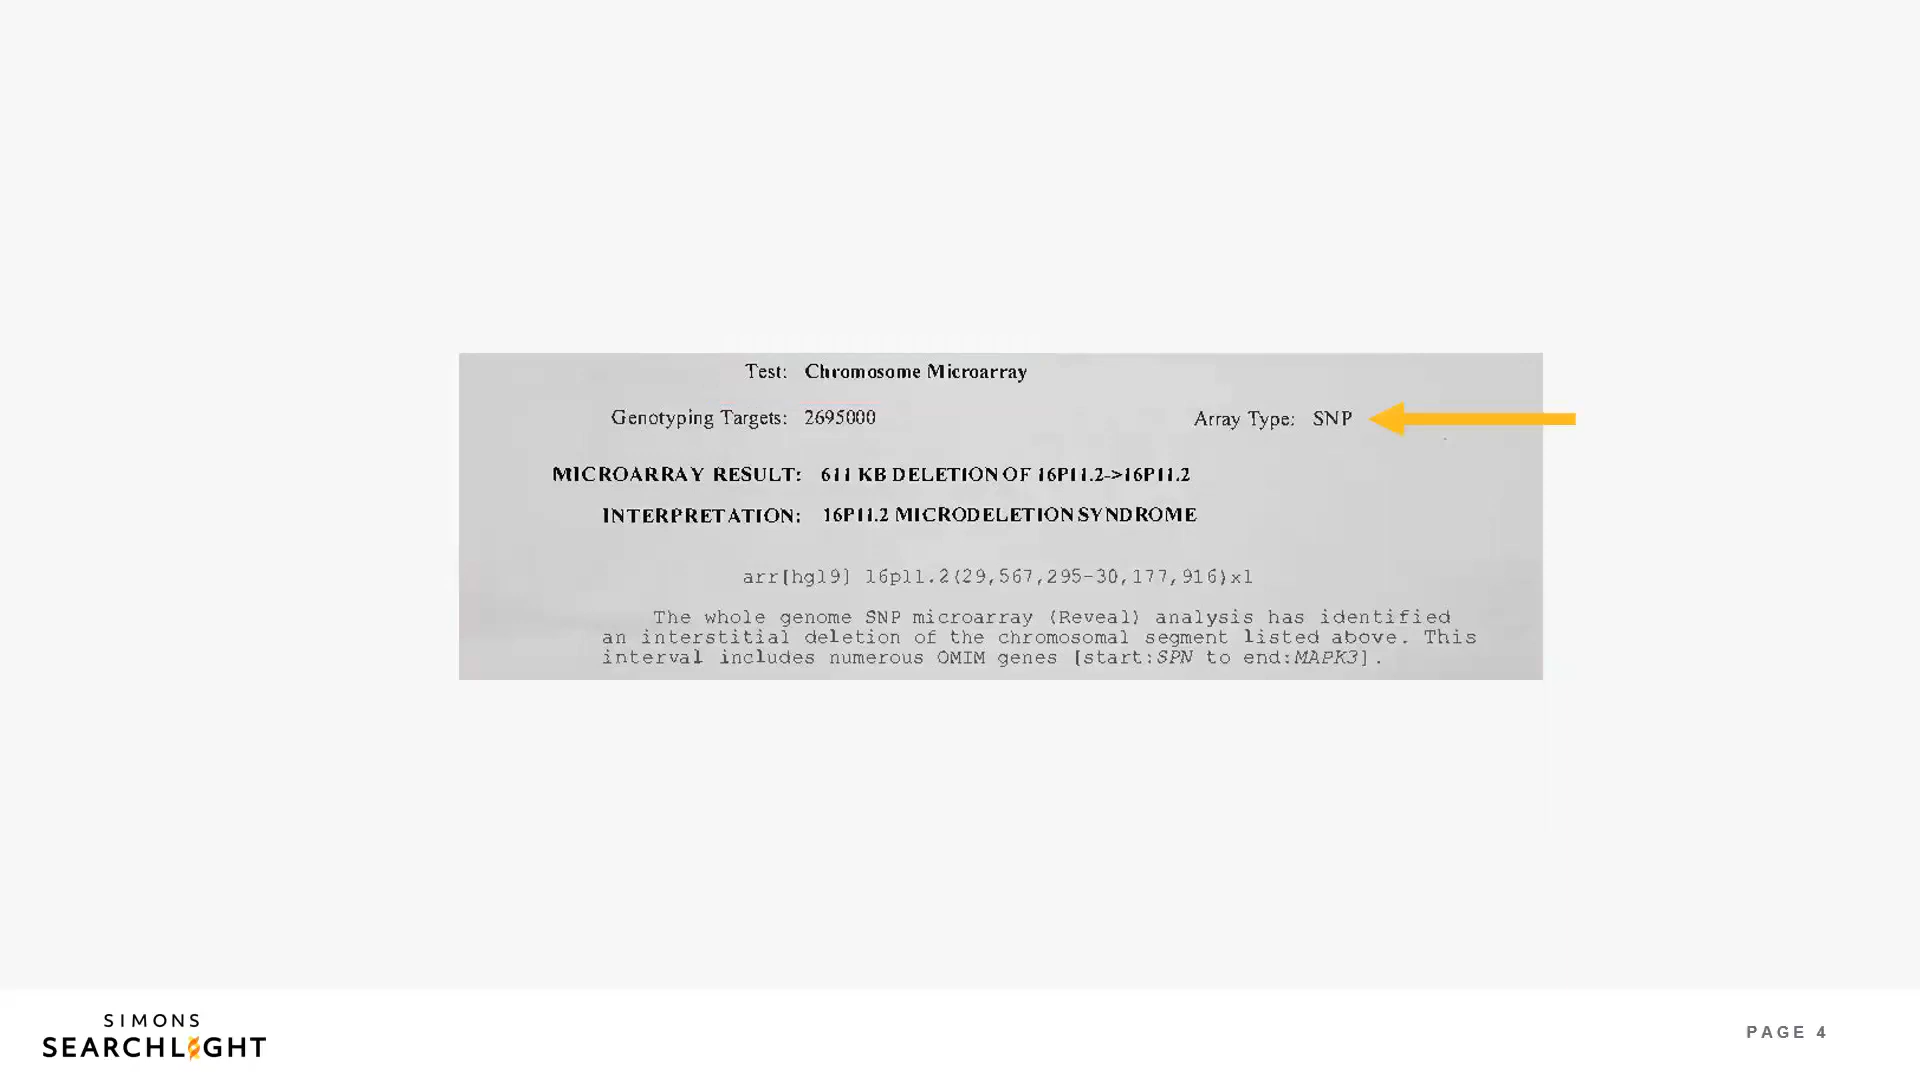 Test: Chromosome Microarray
Genotyping Targets: 2695000 Array Type: SNP
MICROARRAY RESULT: 611 KB DELETION OF 16P11.2->16P11.2
INTERPRETATION: 16P11.2 MICRODELETION SYNDROME
arr[hg19] 16p11.2(29,567,295-30,177,916)x1
The whole genome SNP microarray (Reveal) analysis has identified
an interstitial deletion of the chromosomal segment listed above. This
interval includes numerous OMIM genes [start:SPN to end:MAPK3].
SIMONS
SEARCHLIGHT
PAGE 4